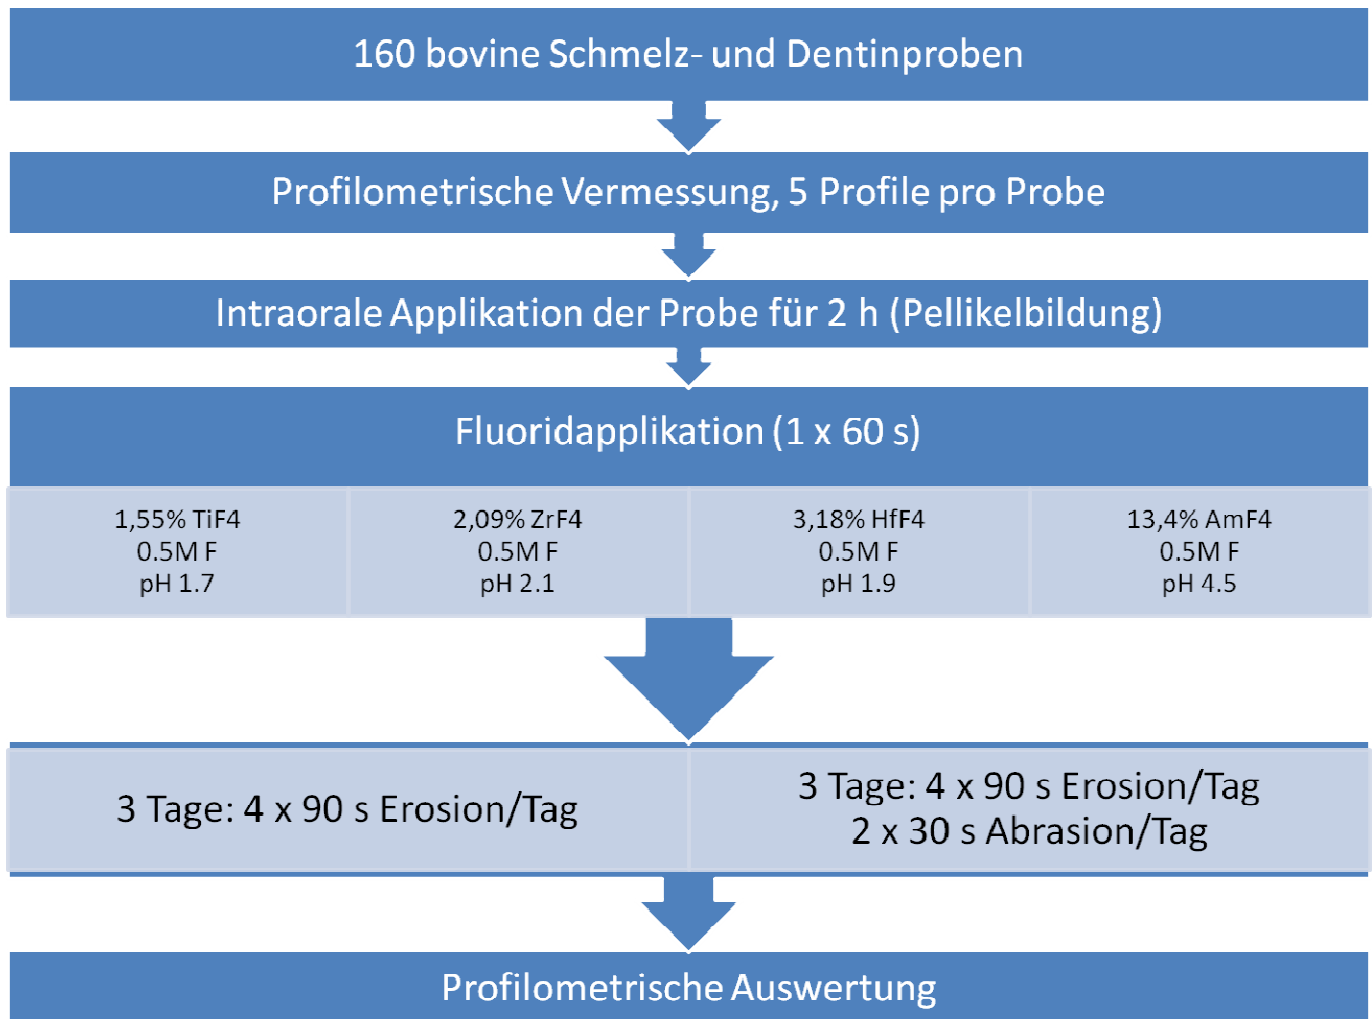 160 bovine Schmelz- und Dentinproben
Profilometrische Vermessung, 5 Profile pro Probe
Intraorale Applikation der Probe für 2 h (Pellikelbildung)
Fluoridapplikation (1 x 60 s)
1,55% TiF4
0.5M F
pH 1.7
2,09% ZrF4
0.5M F
pH 2.1
3,18% HfF4
0.5M F
pH 1.9
13,4% AmF4
0.5M F
pH 4.5
3 Tage: 4 x 90 s Erosion/Tag
3 Tage: 4 x 90 s Erosion/Tag
2 x 30 s Abrasion/Tag
Profilometrische Auswertung